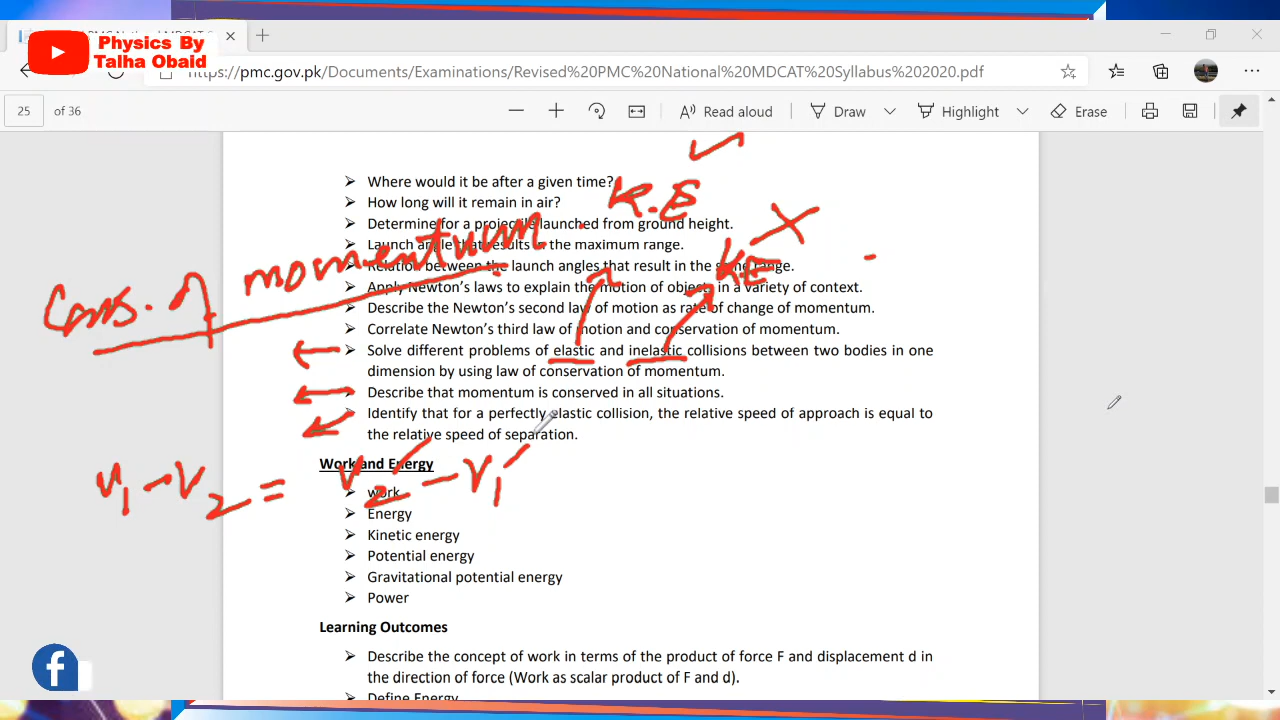 PMC National MDCAT S
Physics By
Talha Obaid
https://pmc.gov.pk/Documents/Examinations/Revised%20PMC%20National%20MDCAT%20Syllabus%202020.pdf
25 of 36
Read aloud
Draw
Highlight
Erase
➤ Where would it be after a given time?
K.E
➤ How long will it remain in air?
➤ Determine for a projectile launched from ground height.
➤ Launch angle that results in the maximum range.
➤ Relation between the launch angles that result in the same range.
KE
Cons. of momentum
➤ Apply Newton's laws to explain the motion of objects in a variety of context.
➤ Describe the Newton's second law of motion as rate of change of momentum.
➤ Correlate Newton's third law of motion and conservation of momentum.
➤ Solve different problems of elastic and inelastic collisions between two bodies in one
dimension by using law of conservation of momentum.
➤ Describe that momentum is conserved in all situations.
➤ Identify that for a perfectly elastic collision, the relative speed of approach is equal to
the relative speed of separation.
Work and Energy
v1 - v2 = v2' - v1'
➤ work
➤ Energy
➤ Kinetic energy
➤ Potential energy
➤ Gravitational potential energy
➤ Power
Learning Outcomes
➤ Describe the concept of work in terms of the product of force F and displacement d in
the direction of force (Work as scalar product of F and d).
➤ Define Energy
f